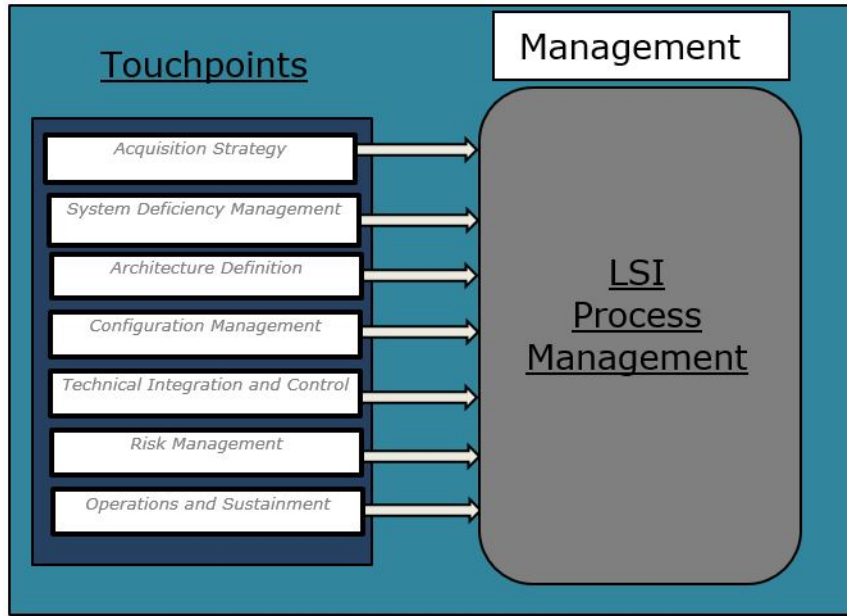 Touchpoints
Acquisition Strategy
System Deficiency Management
Architecture Definition
Configuration Management
Technical Integration and Control
Risk Management
Operations and Sustainment
Management
LSI
Process
Management